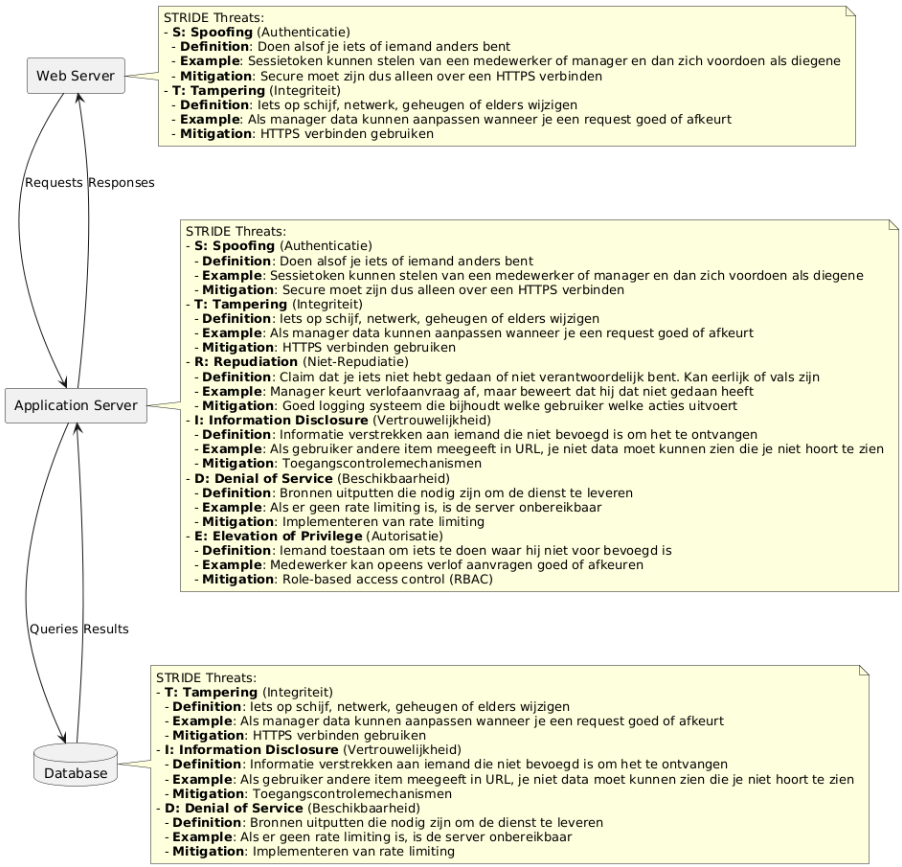 STRIDE Threats:
- S: Spoofing (Authenticatie)
- Definition: Doen alsof je iets of iemand anders bent
- Example: Sessietoken kunnen stelen van een medewerker of manager en dan zich voordoen als diegene
- Mitigation: Secure moet zijn dus alleen over een HTTPS verbinden
- T: Tampering (Integriteit)
- Definition: Iets op schijf, netwerk, geheugen of elders wijzigen
- Example: Als manager data kunnen aanpassen wanneer je een request goed of afkeurt
- Mitigation: HTTPS verbinden gebruiken
Web Server
Requests
Responses
STRIDE Threats:
- S: Spoofing (Authenticatie)
- Definition: Doen alsof je iets of iemand anders bent
- Example: Sessietoken kunnen stelen van een medewerker of manager en dan zich voordoen als diegene
- Mitigation: Secure moet zijn dus alleen over een HTTPS verbinden
- T: Tampering (Integriteit)
- Definition: Iets op schijf, netwerk, geheugen of elders wijzigen
- Example: Als manager data kunnen aanpassen wanneer je een request goed of afkeurt
- Mitigation: HTTPS verbinden gebruiken
- R: Repudiation (Niet-Repudiatie)
- Definition: Claim dat je iets niet hebt gedaan of niet verantwoordelijk bent. Kan eerlijk of vals zijn
- Example: Manager keurt verlofaanvraag af, maar beweert dat hij dat niet gedaan heeft
- Mitigation: Goed logging systeem die bijhoudt welke gebruiker welke acties uitvoert
- I: Information Disclosure (Vertrouwelijkheid)
- Definition: Informatie verstrekken aan iemand die niet bevoegd is om het te ontvangen
- Example: Als gebruiker andere item meegeeft in URL, je niet data moet kunnen zien die je niet hoort te zien
- Mitigation: Toegangscontrolemechanismen
- D: Denial of Service (Beschikbaarheid)
- Definition: Bronnen uitputten die nodig zijn om de dienst te leveren
- Example: Als er geen rate limiting is, is de server onbereikbaar
- Mitigation: Implementeren van rate limiting
- E: Elevation of Privilege (Autorisatie)
- Definition: Iemand toestaan om iets te doen waar hij niet voor bevoegd is
- Example: Medewerker kan opeens verlof aanvragen goed of afkeuren
- Mitigation: Role-based access control (RBAC)
Application Server
Queries
Results
STRIDE Threats:
- T: Tampering (Integriteit)
- Definition: Iets op schijf, netwerk, geheugen of elders wijzigen
- Example: Als manager data kunnen aanpassen wanneer je een request goed of afkeurt
- Mitigation: HTTPS verbinden gebruiken
- I: Information Disclosure (Vertrouwelijkheid)
- Definition: Informatie verstrekken aan iemand die niet bevoegd is om het te ontvangen
- Example: Als gebruiker andere item meegeeft in URL, je niet data moet kunnen zien die je niet hoort te zien
- Mitigation: Toegangscontrolemechanismen
- D: Denial of Service (Beschikbaarheid)
- Definition: Bronnen uitputten die nodig zijn om de dienst te leveren
- Example: Als er geen rate limiting is, is de server onbereikbaar
- Mitigation: Implementeren van rate limiting
Database